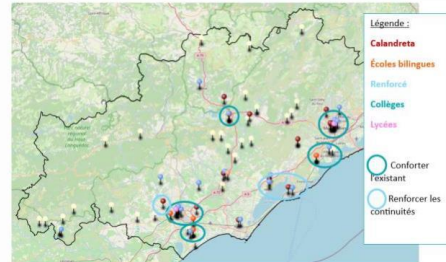 Légende :
Calandreta
Écoles bilingues
Renforcé
Collèges
Lycées
Conforter
l'existant
Renforcer les
continuités